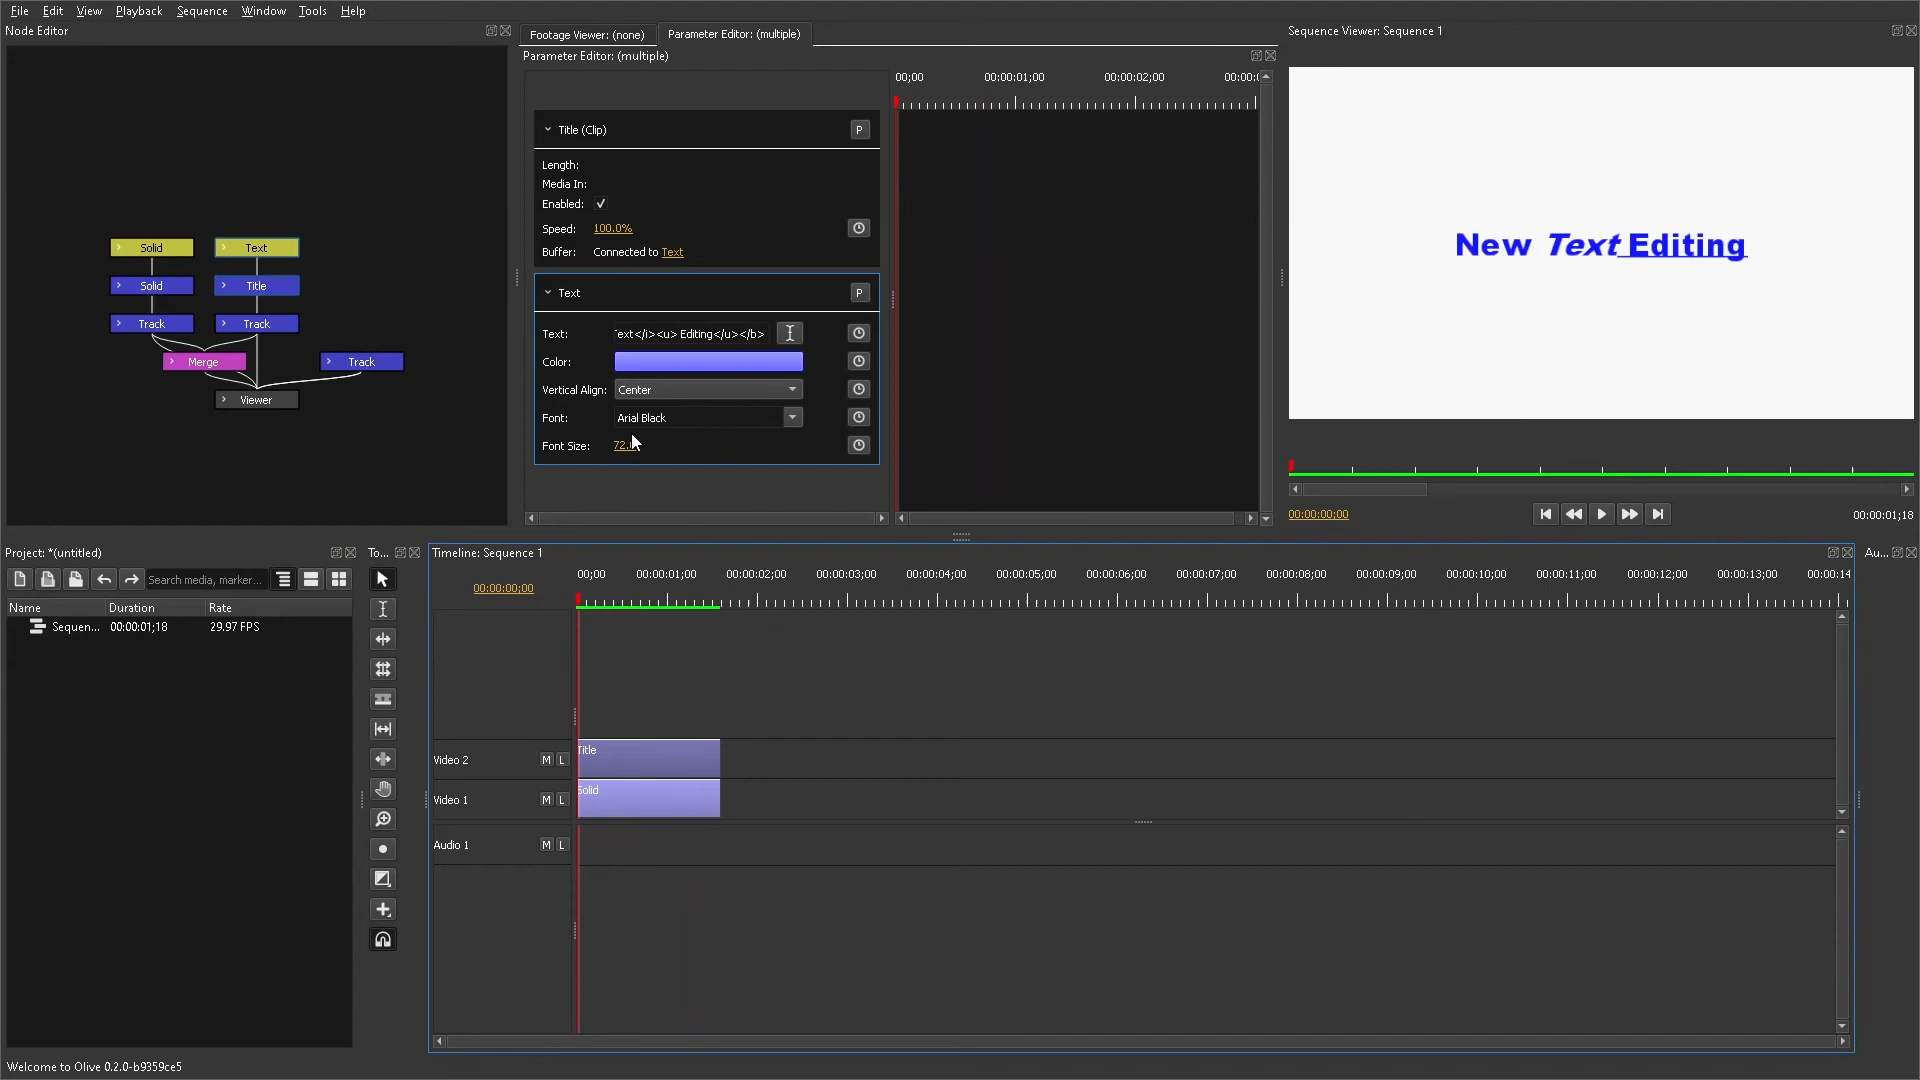 File Edit View Playback Sequence Window Tools Help
Node Editor
Solid Text
Solid Title
Track Track
Merge Track
Viewer
Footage Viewer: (none) Parameter Editor: (multiple)
Parameter Editor: (multiple)
00;00 00:00:01;00 00:00:02;00
Title (Clip) P
Length:
Media In:
Enabled:
Speed: 100.0%
Buffer: Connected to Text
Text P
Text: ext</i><u> Editing</u></b>
Color:
Vertical Align: Center
Font: Arial Black
Font Size: 72.
Sequence Viewer: Sequence 1
New Text Editing
00:00:00;00 00:00:01;18
Project: *(untitled)
Search media, marker...
Name Duration Rate
Sequen... 00:00:01;18 29.97 FPS
To...
Timeline: Sequence 1
00:00:00;00
00;00 00:00:01;00 00:00:02;00 00:00:03;00 00:00:04;00 00:00:05;00 00:00:06;00 00:00:07;00 00:00:08;00 00:00:09;00 00:00:10;00 00:00:11;00 00:00:12;00 00:00:13;00 00:00:14
Video 2 M L Title
Video 1 M L Solid
Audio 1 M L
Au...
Welcome to Olive 0.2.0-b9359ce5